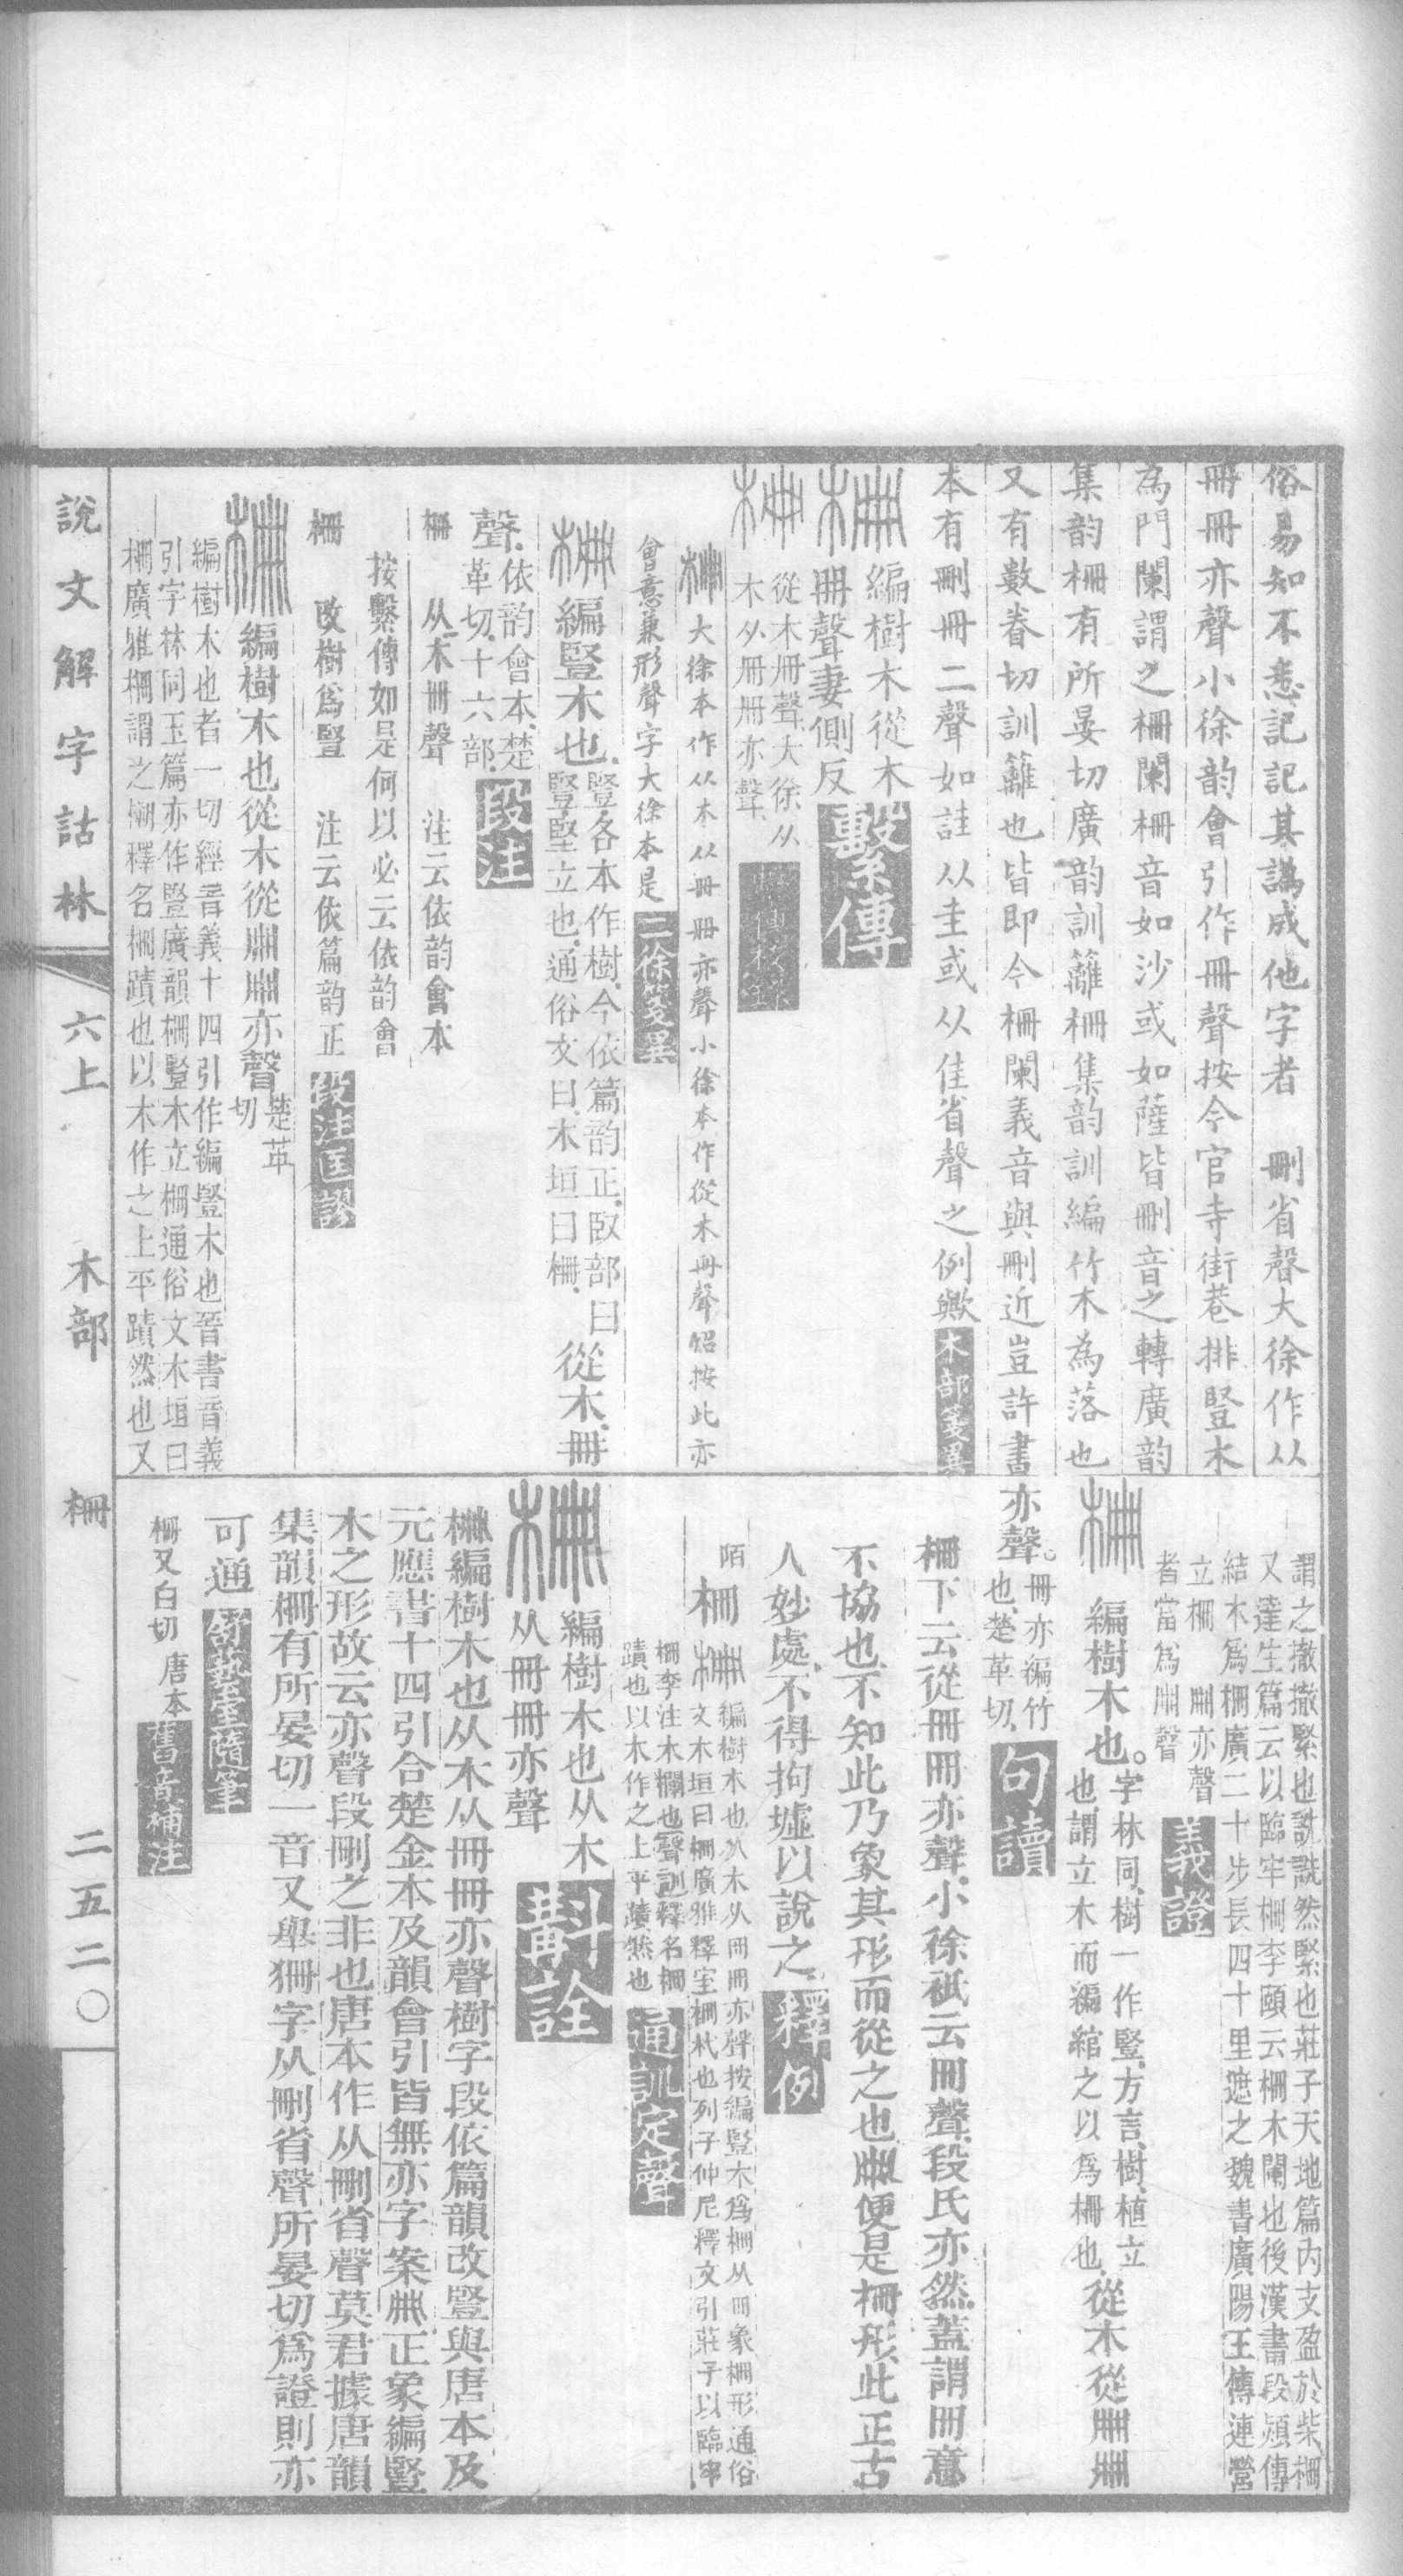 俗易知不悉記記其譌成他字者　刪省聲大徐作从
冊冊亦聲小徐韵會引作冊聲按今官寺街巷排豎木
為門闌謂之柵闌柵音如沙或如薩皆刪音之轉廣韵
集韵柵有所晏切廣韵訓籬柵集韵訓編竹木為落也
又有數眷切訓籬也皆即今柵闌義音與刪近豈許書
本有刪冊二聲如詿从圭或从佳省聲之例歟木部箋異
柵編樹木從木
冊聲妻側反繫傳
柵從木冊聲大徐从
木从冊冊亦聲
柵大徐本作从木从冊冊亦聲小徐本作從木冊聲炤按此亦
會意兼形聲字大徐本是二徐箋異
柵編豎木也豎各本作樹今依篇韵正臤部曰
豎堅立也通俗文曰木垣曰柵從木冊
聲依韵會本楚
革切十六部段注
柵　从木冊聲　注云依韵會本
按繫傳如是何以必云依韵會
柵　改樹爲豎　注云依篇韵正段注匡謬
柵編樹木也從木從冊冊亦聲楚革
切
編樹木也者一切經音義十四引作編豎木也晉書音義
引字林同玉篇亦作豎廣韻柵豎木立柵通俗文木垣曰
柵廣雅柵謂之㭺釋名柵蹟也以木作之上平蹟然也又
謂之撤撤緊也詵詵然緊也莊子天地篇內支盈於柴柵
又達生篇云以臨牢柵李頤云柵木闌也後漢書段熲傳
結木爲柵廣二十步長四十里遮之魏書廣陽王傳連營
立柵　冊亦聲
者當爲冊聲義證
柵編樹木也字林同樹一作豎方言樹植立
也謂立木而編綰之以爲柵也從木從冊冊
亦聲冊亦編竹
也楚革切句讀
柵下云從冊冊亦聲小徐祇云冊聲段氏亦然蓋謂冊意
不協也不知此乃象其形而從之也冊便是柵形此正古
人妙處不得拘墟以說之釋例
陌柵柵編樹木也从木从冊冊亦聲按編豎木爲柵从冊象柵形通俗
文木垣曰柵廣雅釋室柵杙也列子仲尼釋文引莊子以臨牢
柵李注木欄也聲訓釋名柵
蹟也以木作之上平蹟然也通訓定聲
柵編樹木也从木
从冊冊亦聲斠詮
柵編樹木也从木从冊冊亦聲樹字段依篇韻改豎與唐本及
元應書十四引合楚金本及韻會引皆無亦字案冊正象編豎
木之形故云亦聲段刪之非也唐本作从刪省聲莫君據唐韻
集韻柵有所晏切一音又舉狦字从刪省聲所晏切爲證則亦
可通舒蓺室隨筆
柵又白切　唐本舊音補注
說文解字詁林　六上　木部　柵　二五二〇